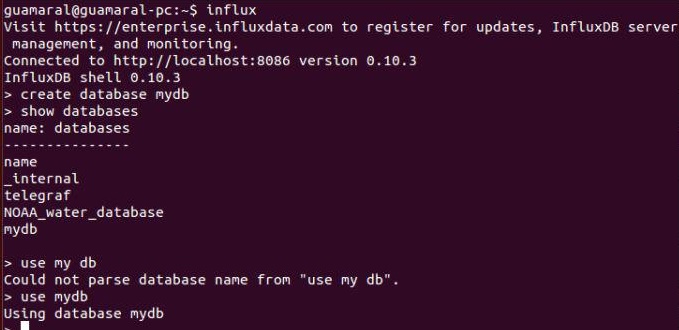 guamaral@guamaral-pc:~$ influx
Visit https://enterprise.influxdata.com to register for updates, InfluxDB server
 management, and monitoring.
Connected to http://localhost:8086 version 0.10.3
InfluxDB shell 0.10.3
> create database mydb
> show databases
name: databases
---------------
name
_internal
telegraf
NOAA_water_database
mydb

> use my db
Could not parse database name from "use my db".
> use mydb
Using database mydb
>